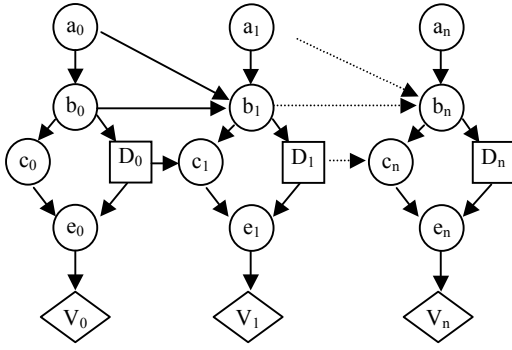 a₀ a₁ aₙ
b₀ b₁ bₙ
c₀ D₀ c₁ D₁ cₙ Dₙ
e₀ e₁ eₙ
V₀ V₁ Vₙ